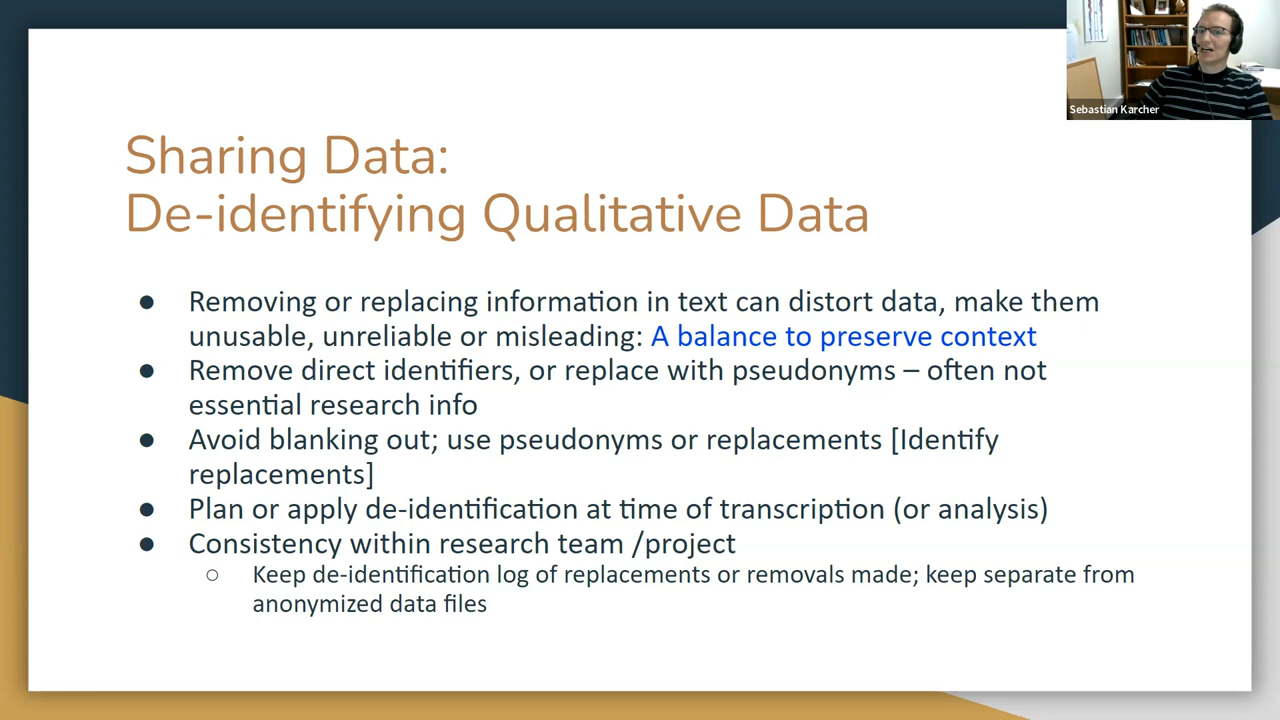 Sebastian Karcher
Sharing Data:
De-identifying Qualitative Data
● Removing or replacing information in text can distort data, make them
unusable, unreliable or misleading: A balance to preserve context
● Remove direct identifiers, or replace with pseudonyms – often not
essential research info
● Avoid blanking out; use pseudonyms or replacements [Identify
replacements]
● Plan or apply de-identification at time of transcription (or analysis)
● Consistency within research team /project
○ Keep de-identification log of replacements or removals made; keep separate from
anonymized data files